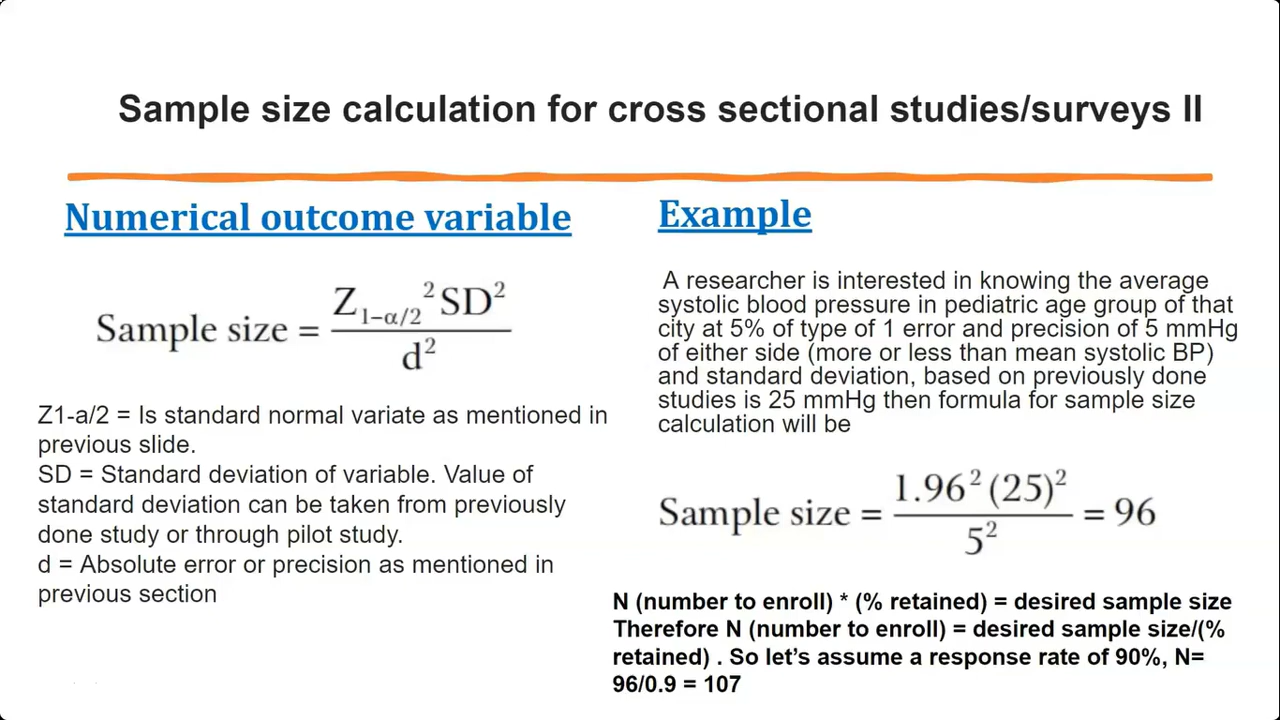 Sample size calculation for cross sectional studies/surveys II
Numerical outcome variable
Sample size = Z₁₋α/₂² SD² / d²
Z1-a/2 = Is standard normal variate as mentioned in
previous slide.
SD = Standard deviation of variable. Value of
standard deviation can be taken from previously
done study or through pilot study.
d = Absolute error or precision as mentioned in
previous section
Example
A researcher is interested in knowing the average
systolic blood pressure in pediatric age group of that
city at 5% of type of 1 error and precision of 5 mmHg
of either side (more or less than mean systolic BP)
and standard deviation, based on previously done
studies is 25 mmHg then formula for sample size
calculation will be
Sample size = 1.96² (25)² / 5² = 96
N (number to enroll) * (% retained) = desired sample size
Therefore N (number to enroll) = desired sample size/(%
retained) . So let’s assume a response rate of 90%, N=
96/0.9 = 107